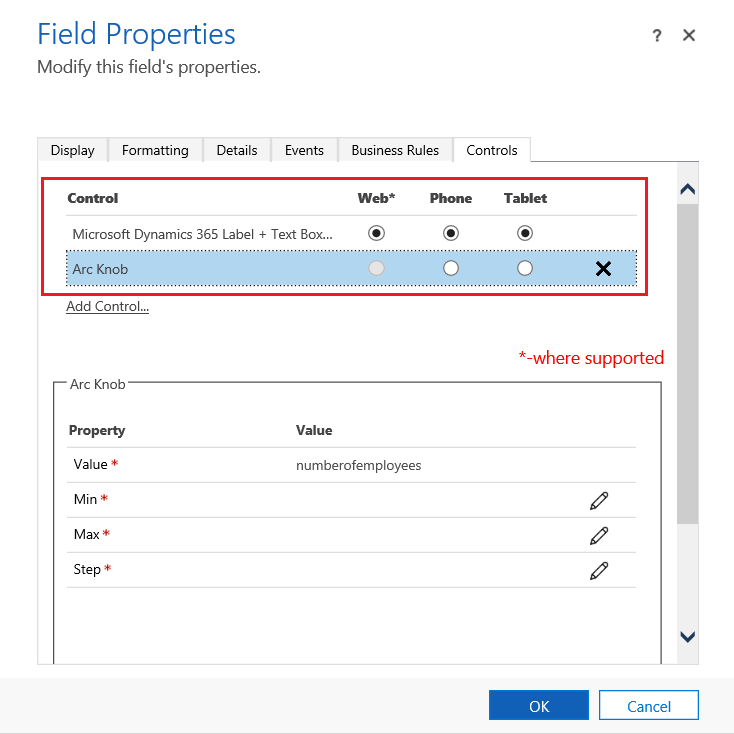 Field Properties
? ✕
Modify this field's properties.
Display Formatting Details Events Business Rules Controls
Control Web* Phone Tablet
Microsoft Dynamics 365 Label + Text Box...
Arc Knob
Add Control...
*-where supported
Arc Knob
Property Value
Value * numberofemployees
Min *
Max *
Step *
OK Cancel